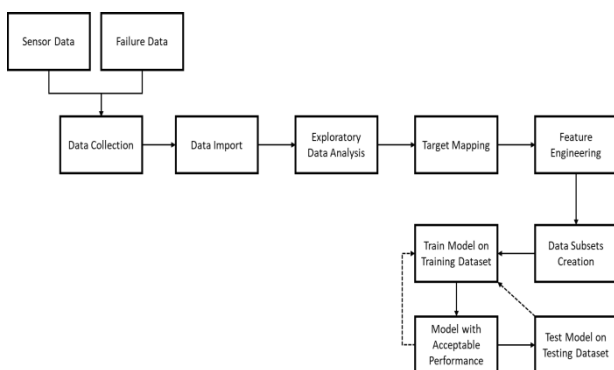 Sensor Data
Failure Data
Data Collection
Data Import
Exploratory
Data Analysis
Target Mapping
Feature
Engineering
Train Model on
Training Dataset
Data Subsets
Creation
Model with
Acceptable
Performance
Test Model on
Testing Dataset